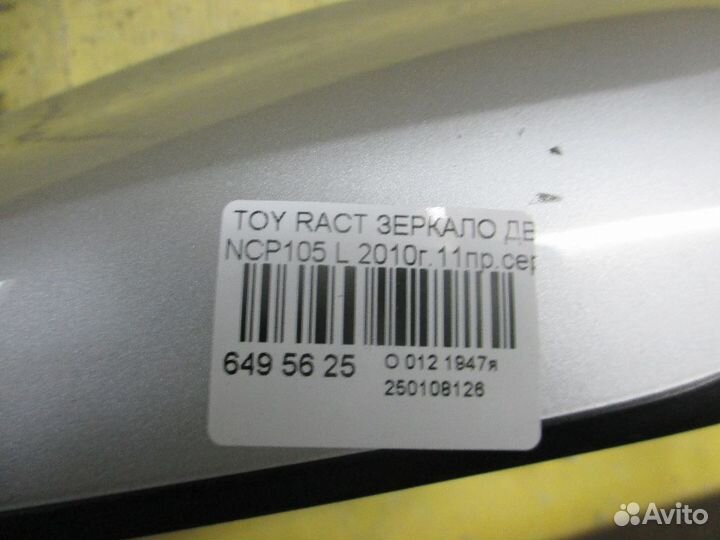 TOY RACT ЗЕРКАЛО ДВ
NCP105 L 2010г.11пр.сер
649 56 25
O 012 1947я
250108126
Avito